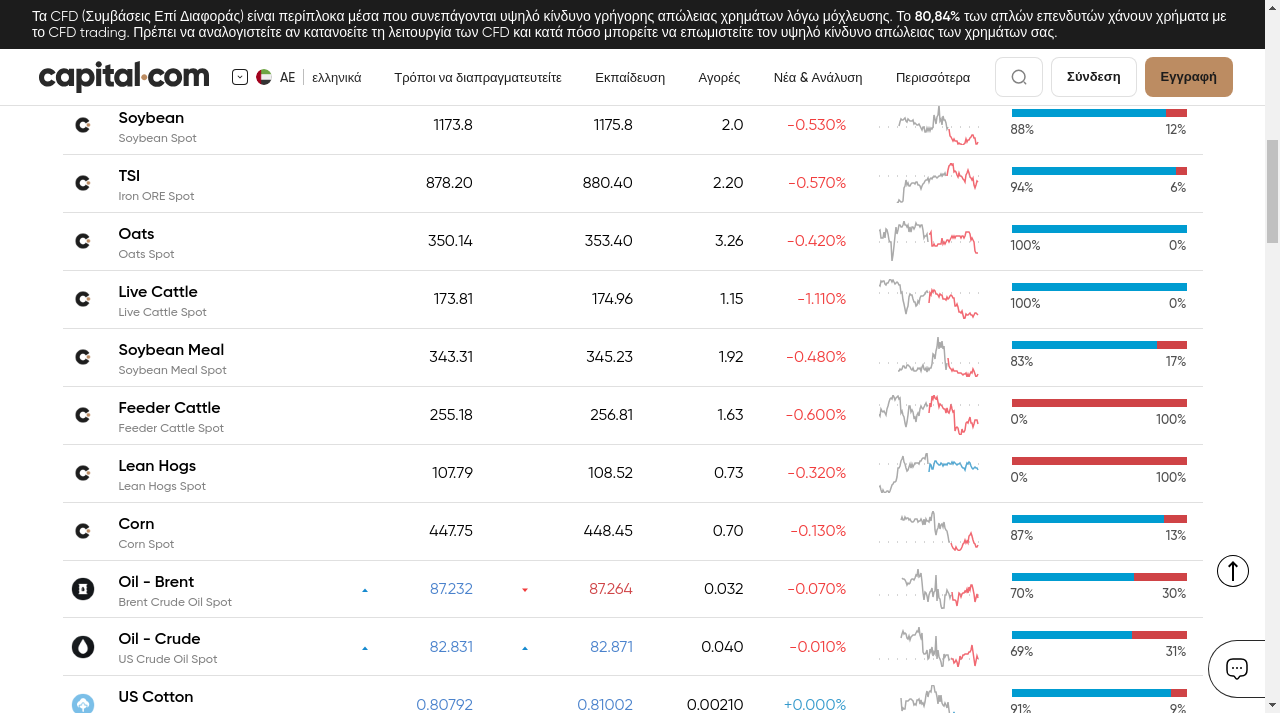 Τα CFD (Συμβάσεις Επί Διαφοράς) είναι περίπλοκα μέσα που συνεπάγονται υψηλό κίνδυνο γρήγορης απώλειας χρημάτων λόγω μόχλευσης. Το 80,84% των απλών επενδυτών χάνουν χρήματα με
το CFD trading. Πρέπει να αναλογιστείτε αν κατανοείτε τη λειτουργία των CFD και κατά πόσο μπορείτε να επωμιστείτε τον υψηλό κίνδυνο απώλειας των χρημάτων σας.
capital.com AE ελληνικά Τρόποι να διαπραγματευτείτε Εκπαίδευση Αγορές Νέα & Ανάλυση Περισσότερα Σύνδεση Εγγραφή
Soybean 1173.8 1175.8 2.0 -0.530%
Soybean Spot 88% 12%
TSI 878.20 880.40 2.20 -0.570%
Iron ORE Spot 94% 6%
Oats 350.14 353.40 3.26 -0.420%
Oats Spot 100% 0%
Live Cattle 173.81 174.96 1.15 -1.110%
Live Cattle Spot 100% 0%
Soybean Meal 343.31 345.23 1.92 -0.480%
Soybean Meal Spot 83% 17%
Feeder Cattle 255.18 256.81 1.63 -0.600%
Feeder Cattle Spot 0% 100%
Lean Hogs 107.79 108.52 0.73 -0.320%
Lean Hogs Spot 0% 100%
Corn 447.75 448.45 0.70 -0.130%
Corn Spot 87% 13%
Oil - Brent 87.232 87.264 0.032 -0.070%
Brent Crude Oil Spot 70% 30%
Oil - Crude 82.831 82.871 0.040 -0.010%
US Crude Oil Spot 69% 31%
US Cotton 0.80792 0.81002 0.00210 +0.000%
91% 9%